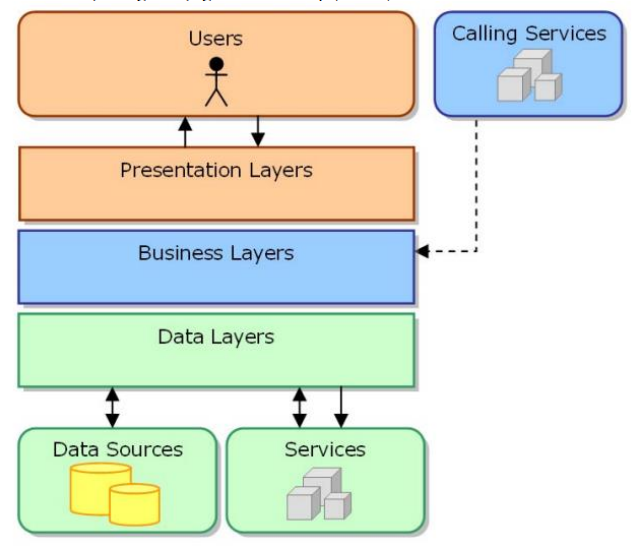 Users
Calling Services
Presentation Layers
Business Layers
Data Layers
Data Sources
Services